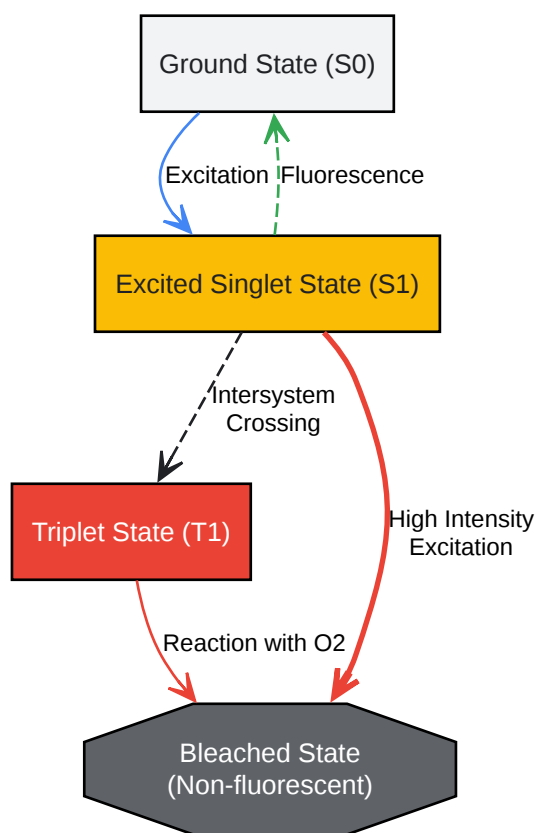 Ground State (S0)
Excitation
Fluorescence
Excited Singlet State (S1)
Intersystem
Crossing
High Intensity
Excitation
Triplet State (T1)
Reaction with O2
Bleached State
(Non-fluorescent)